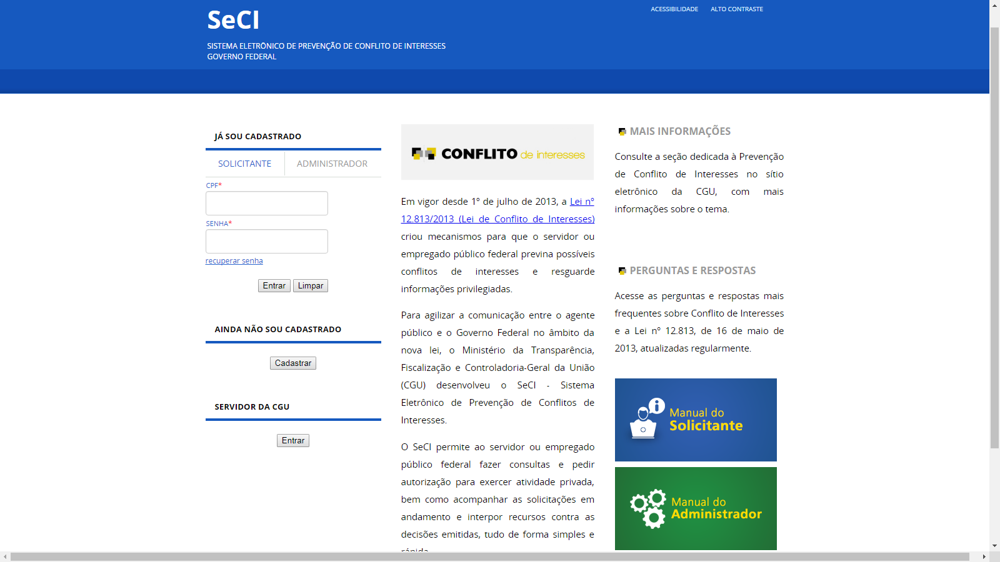 SeCI
ACESSIBILIDADE
ALTO CONTRASTE
SISTEMA ELETRÔNICO DE PREVENÇÃO DE CONFLITO DE INTERESSES
GOVERNO FEDERAL
JÁ SOU CADASTRADO
SOLICITANTE
ADMINISTRADOR
CPF*
SENHA*
recuperar senha
Entrar
Limpar
AINDA NÃO SOU CADASTRADO
Cadastrar
SERVIDOR DA CGU
Entrar
CONFLITO de interesses
Em vigor desde 1º de julho de 2013, a Lei nº
12.813/2013 (Lei de Conflito de Interesses)
criou mecanismos para que o servidor ou
empregado público federal previna possíveis
conflitos de interesses e resguarde
informações privilegiadas.
Para agilizar a comunicação entre o agente
público e o Governo Federal no âmbito da
nova lei, o Ministério da Transparência,
Fiscalização e Controladoria-Geral da União
(CGU) desenvolveu o SeCI - Sistema
Eletrônico de Prevenção de Conflitos de
Interesses.
O SeCI permite ao servidor ou empregado
público federal fazer consultas e pedir
autorização para exercer atividade privada,
bem como acompanhar as solicitações em
andamento e interpor recursos contra as
decisões emitidas, tudo de forma simples e
rápida
MAIS INFORMAÇÕES
Consulte a seção dedicada à Prevenção
de Conflito de Interesses no sítio
eletrônico da CGU, com mais
informações sobre o tema.
PERGUNTAS E RESPOSTAS
Acesse as perguntas e respostas mais
frequentes sobre Conflito de Interesses
e a Lei nº 12.813, de 16 de maio de
2013, atualizadas regularmente.
Manual do
Solicitante
Manual do
Administrador